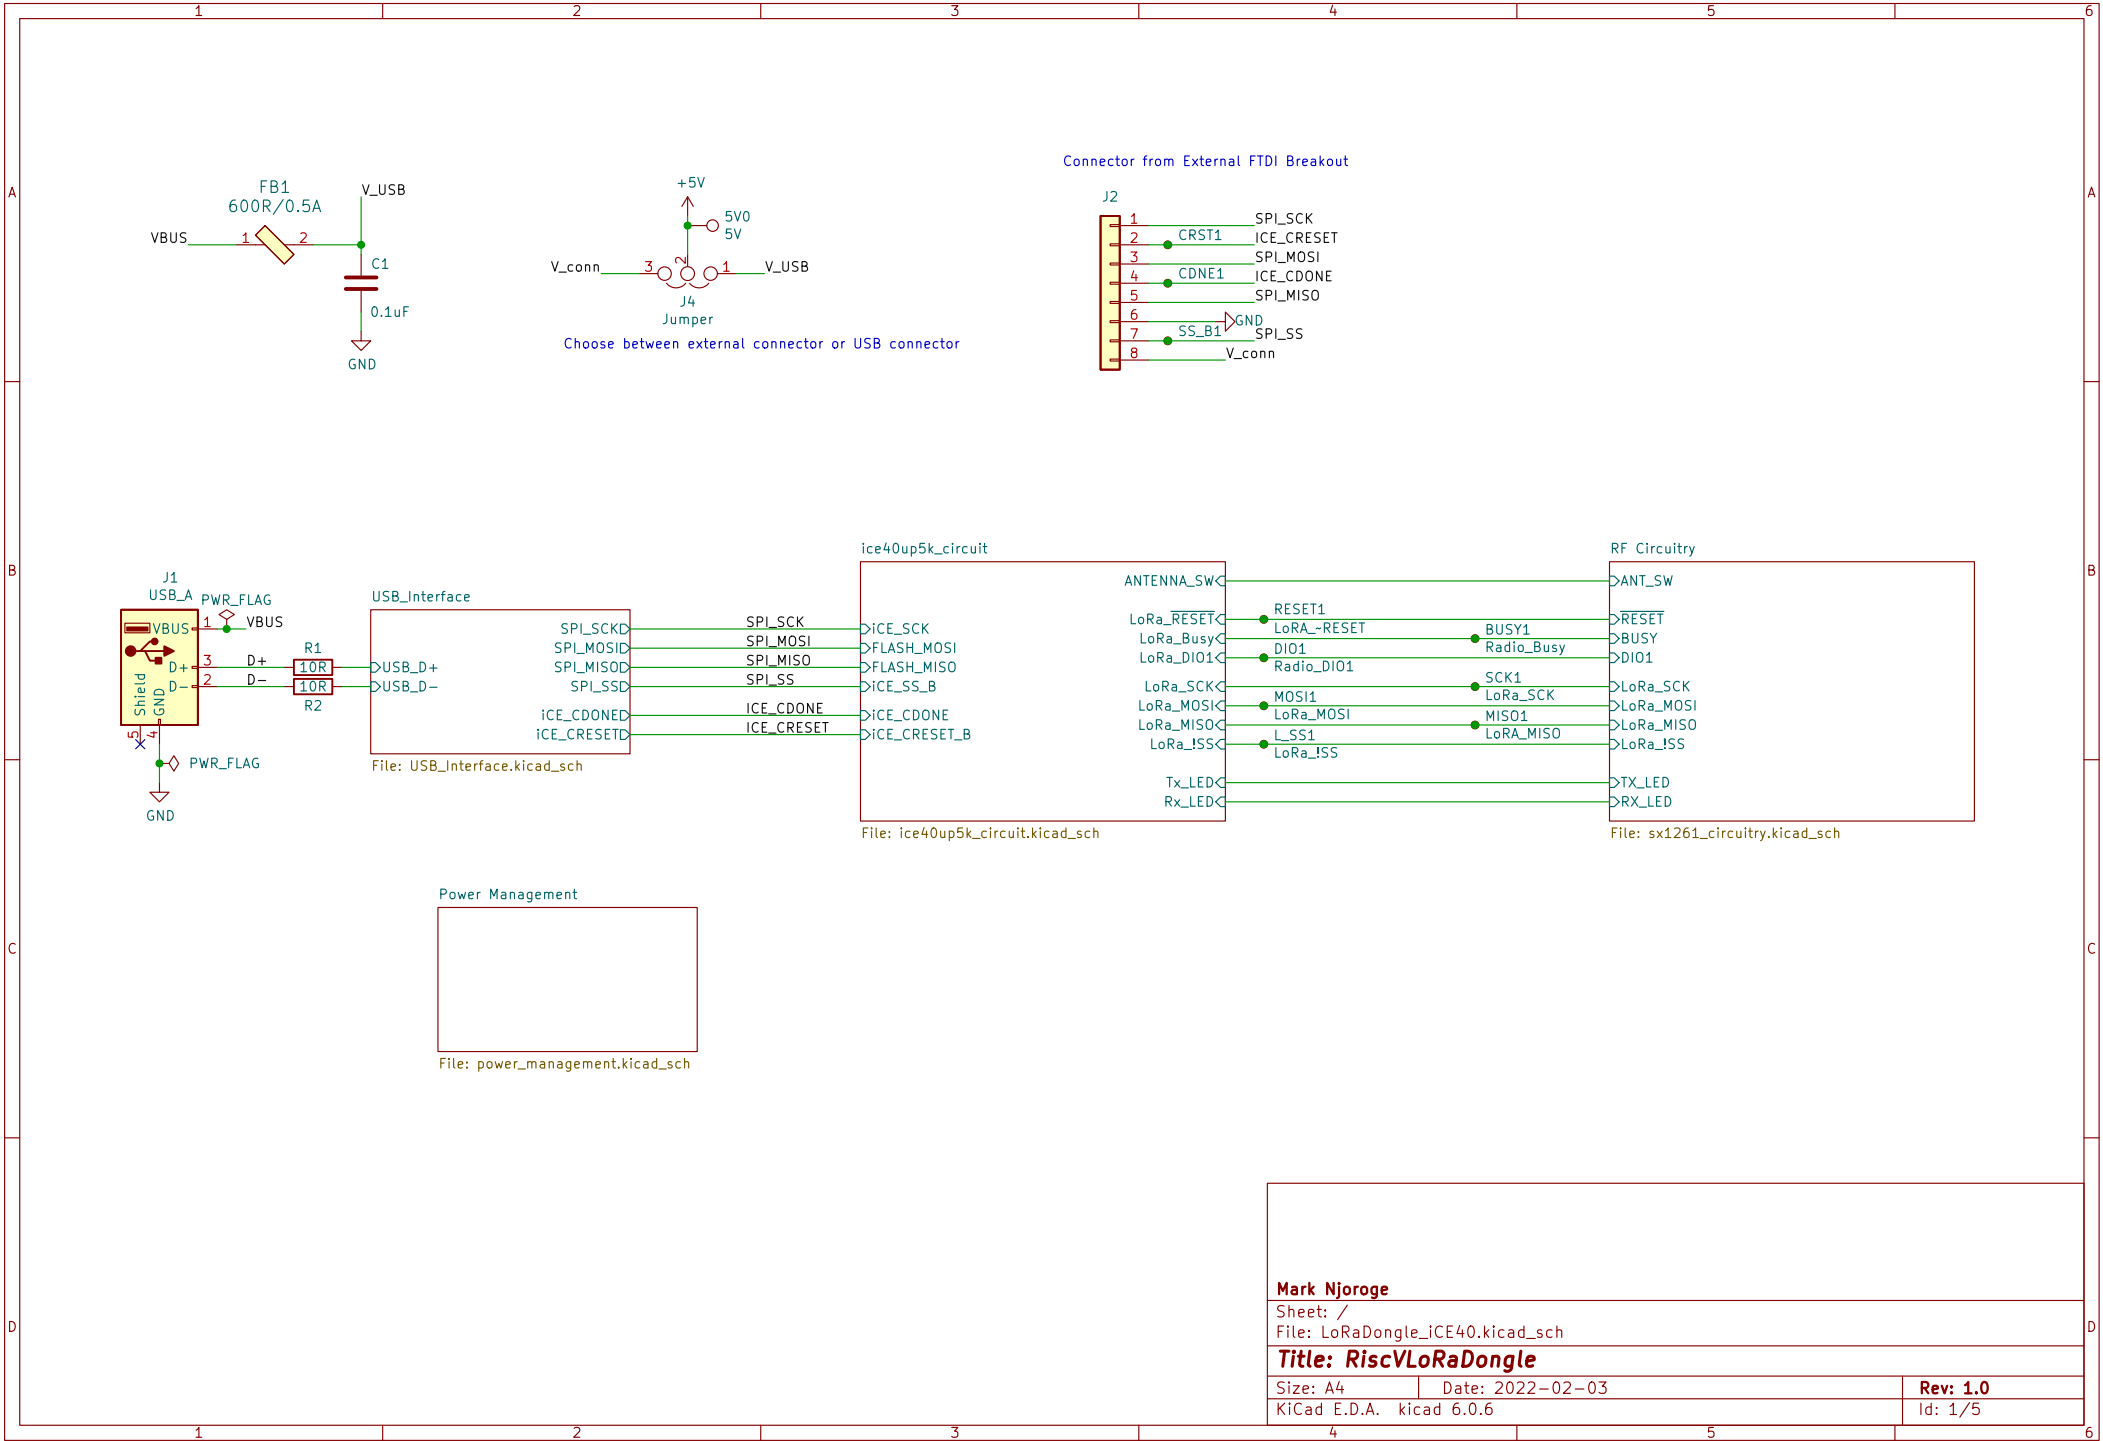 1 2 3 4 5 6
A
B
C
D
A
B
C
D
FB1
600R/0.5A
VBUS
1
2
V_USB
C1
0.1uF
GND
+5V
5V0
5V
V_conn
3
2
1
V_USB
J4
Jumper
Choose between external connector or USB connector
Connector from External FTDI Breakout
J2
1 SPI_SCK
2 CRST1 ICE_CRESET
3 SPI_MOSI
4 CDNE1 ICE_CDONE
5 SPI_MISO
6 GND
7 SS_B1 SPI_SS
8 V_conn
J1
USB_A
PWR_FLAG
VBUS 1 VBUS
D+ 3 D+
D- 2 D-
Shield
GND
5
4
PWR_FLAG
GND
R1
10R
10R
R2
USB_Interface
USB_D+
USB_D-
SPI_SCK
SPI_MOSI
SPI_MISO
SPI_SS
iCE_CDONE
iCE_CRESET
File: USB_Interface.kicad_sch
SPI_SCK
SPI_MOSI
SPI_MISO
SPI_SS
ICE_CDONE
ICE_CRESET
ice40up5k_circuit
iCE_SCK
FLASH_MOSI
FLASH_MISO
iCE_SS_B
iCE_CDONE
iCE_CRESET_B
ANTENNA_SW
LoRa_RESET
LoRa_Busy
LoRa_DIO1
LoRa_SCK
LoRa_MOSI
LoRa_MISO
LoRa_!SS
Tx_LED
Rx_LED
File: ice40up5k_circuit.kicad_sch
RESET1
LoRA_~RESET
BUSY1
Radio_Busy
DIO1
Radio_DIO1
SCK1
LoRa_SCK
MOSI1
LoRa_MOSI
MISO1
LoRA_MISO
L_SS1
LoRa_!SS
RF Circuitry
ANT_SW
RESET
BUSY
DIO1
LoRa_SCK
LoRa_MOSI
LoRa_MISO
LoRa_!SS
TX_LED
RX_LED
File: sx1261_circuitry.kicad_sch
Power Management
File: power_management.kicad_sch
Mark Njoroge
Sheet: /
File: LoRaDongle_iCE40.kicad_sch
Title: RiscVLoRaDongle
Size: A4 Date: 2022-02-03 Rev: 1.0
KiCad E.D.A. kicad 6.0.6 Id: 1/5
1 2 3 4 5 6